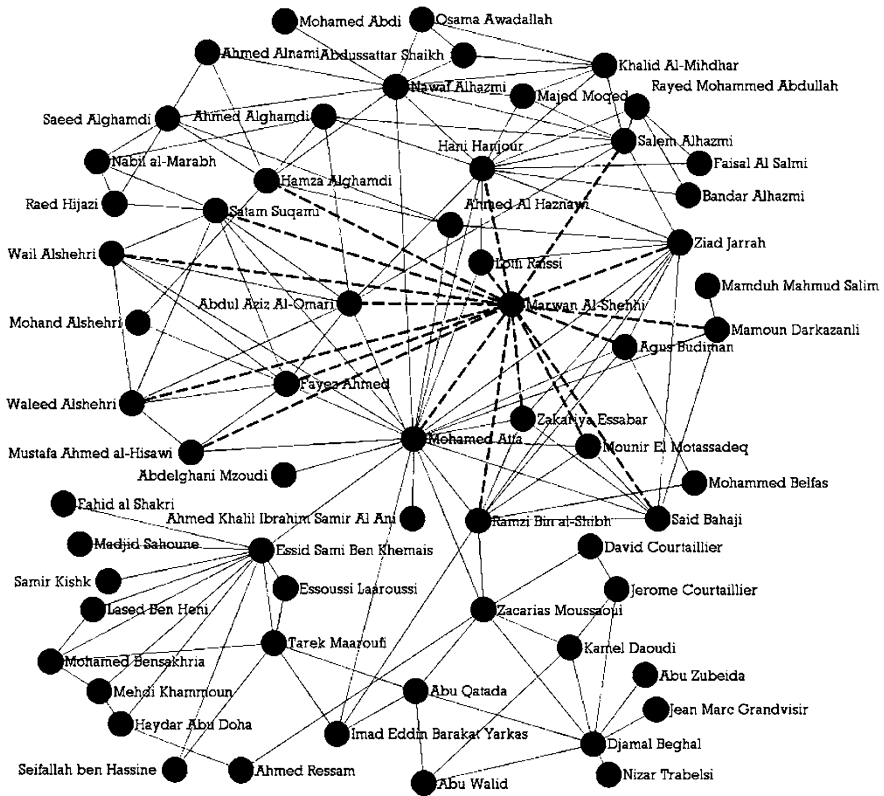 Mohamed Abdi
Osama Awadallah
Ahmed Alnami
Abdussattar Shaikh
Khalid Al-Mihdhar
Nawaf Alhazmi
Majed Moqed
Rayed Mohammed Abdullah
Saeed Alghamdi
Ahmed Alghamdi
Hani Hanjour
Salem Alhazmi
Nabil al-Marabh
Faisal Al Salmi
Hamza Alghamdi
Bandar Alhazmi
Raed Hijazi
Satam Suqami
Ahmed Al Haznawi
Wail Alshehri
Ziad Jarrah
Lotfi Raissi
Mamduh Mahmud Salim
Abdul Aziz Al-Omari
Marwan Al-Shehhi
Mohand Alshehri
Mamoun Darkazanli
Agus Budiman
Fayez Ahmed
Waleed Alshehri
Zakariya Essabar
Mustafa Ahmed al-Hisawi
Mohamed Atta
Mounir El Motassadeq
Abdelghani Mzoudi
Mohammed Belfas
Fahid al Shakri
Ahmed Khalil Ibrahim Samir Al Ani
Ramzi Bin al-Shibh
Said Bahaji
Madjid Sahoune
Essid Sami Ben Khemais
David Courtaillier
Samir Kishk
Essoussi Laaroussi
Jerome Courtaillier
Lased Ben Heni
Zacarias Moussaoui
Tarek Maaroufi
Kamel Daoudi
Mohamed Bensakhria
Abu Zubeida
Mehdi Khammoun
Abu Qatada
Jean Marc Grandvisir
Haydar Abu Doha
Imad Eddin Barakat Yarkas
Djamal Beghal
Seifallah ben Hassine
Ahmed Ressam
Nizar Trabelsi
Abu Walid